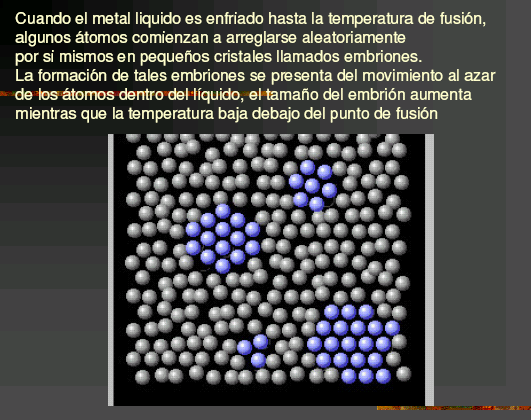 Cuando el metal liquido es enfriado hasta la temperatura de fusión,
algunos átomos comienzan a arreglarse aleatoriamente
por si mismos en pequeños cristales llamados embriones.
La formación de tales embriones se presenta del movimiento al azar
de los átomos dentro del líquido, el tamaño del embrión aumenta
mientras que la temperatura baja debajo del punto de fusión